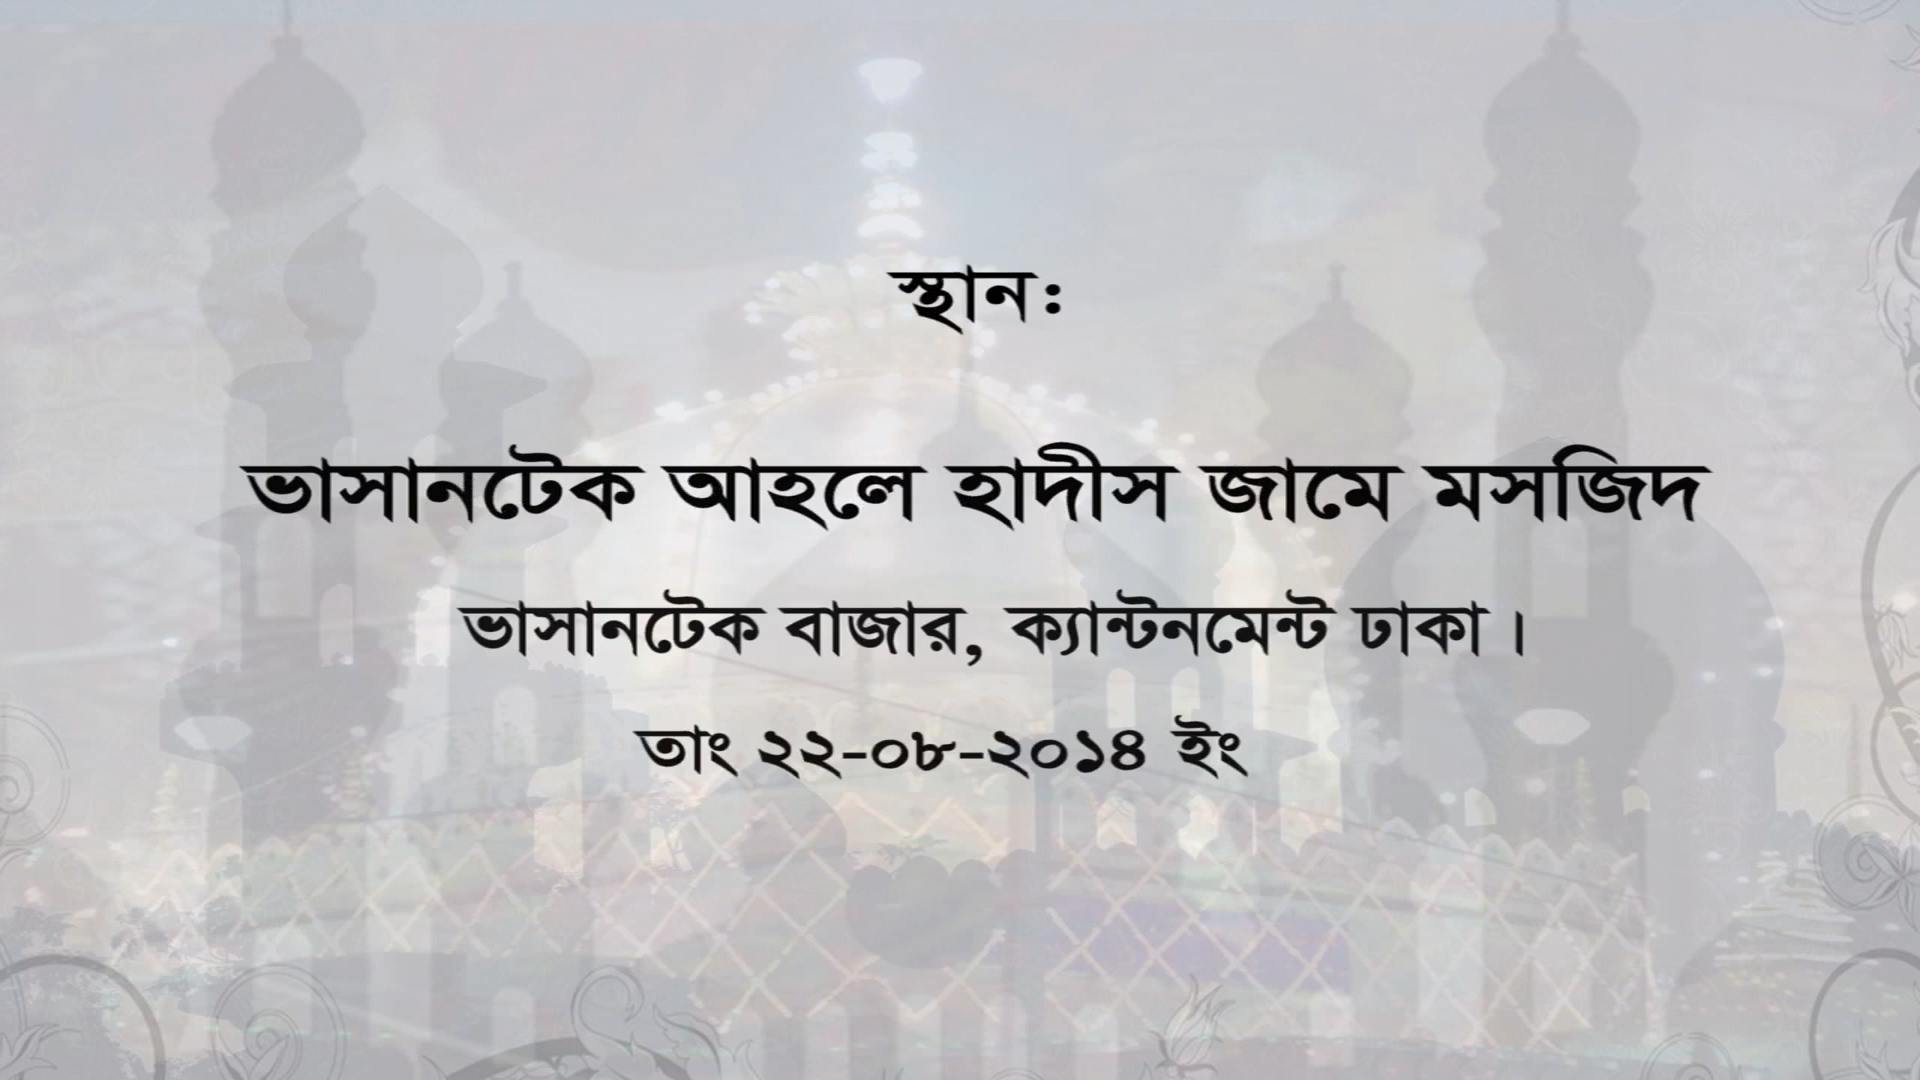 স্থানঃ
ভাসানটেক আহলে হাদীস জামে মসজিদ
ভাসানটেক বাজার, ক্যান্টনমেন্ট ঢাকা।
তাং ২২-০৮-২০১৪ ইং